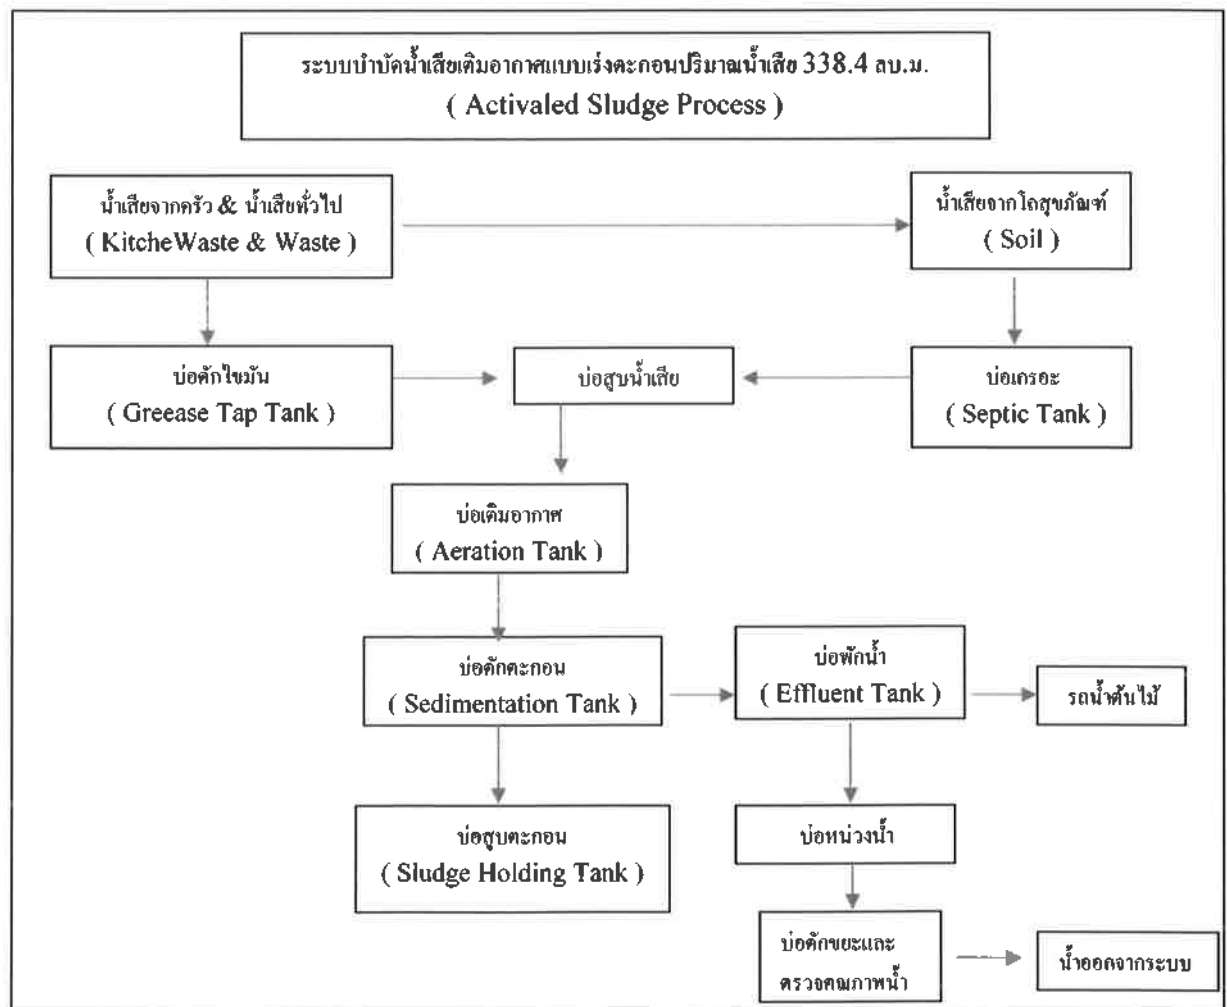 ระบบบำบัดน้ำเสียเติมอากาศแบบเร่งตะกอนปริมาณน้ำเสีย 338.4 ลบ.ม.
( Activaled Sludge Process )
น้ำเสียจากครัว & น้ำเสียทั่วไป
( KitcheWaste & Waste )
น้ำเสียจากโถสุขภัณฑ์
( Soil )
บ่อดักไขมัน
( Greease Tap Tank )
บ่อสูบน้ำเสีย
บ่อเกรอะ
( Septic Tank )
บ่อเติมอากาศ
( Aeration Tank )
บ่อดักตะกอน
( Sedimentation Tank )
บ่อพักน้ำ
( Effluent Tank )
รดน้ำต้นไม้
บ่อสูบตะกอน
( Sludge Holding Tank )
บ่อหน่วงน้ำ
บ่อดักขยะและ
ตรวจคุณภาพน้ำ
น้ำออกจากระบบ